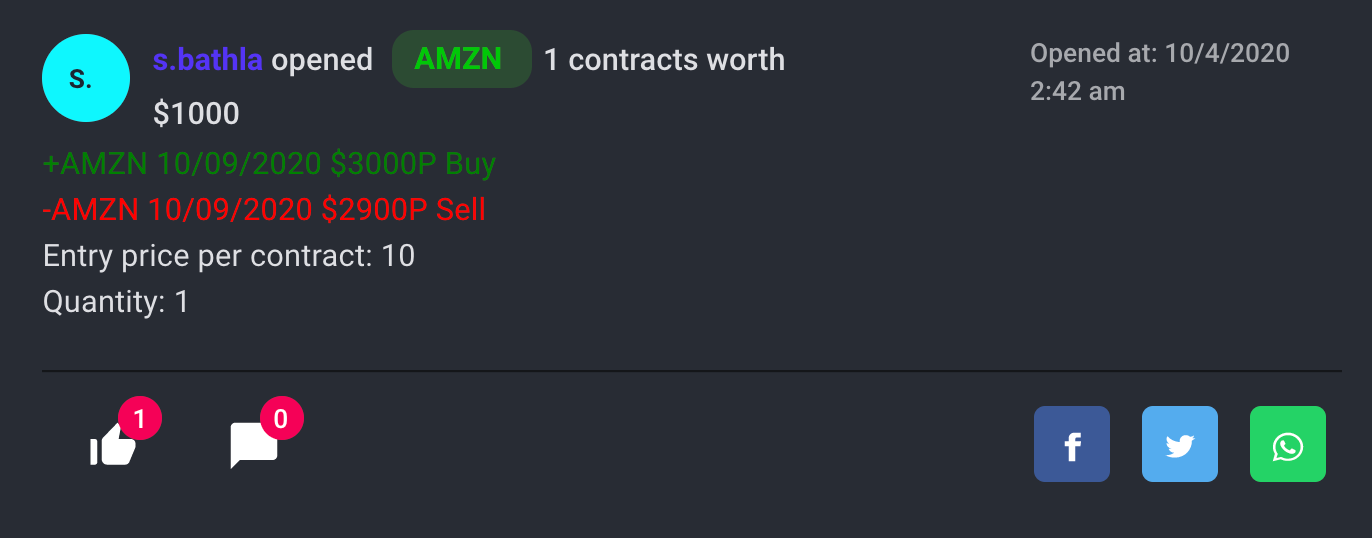 S.
s.bathla opened AMZN 1 contracts worth
$1000
Opened at: 10/4/2020
2:42 am
+AMZN 10/09/2020 $3000P Buy
-AMZN 10/09/2020 $2900P Sell
Entry price per contract: 10
Quantity: 1
1
0
f